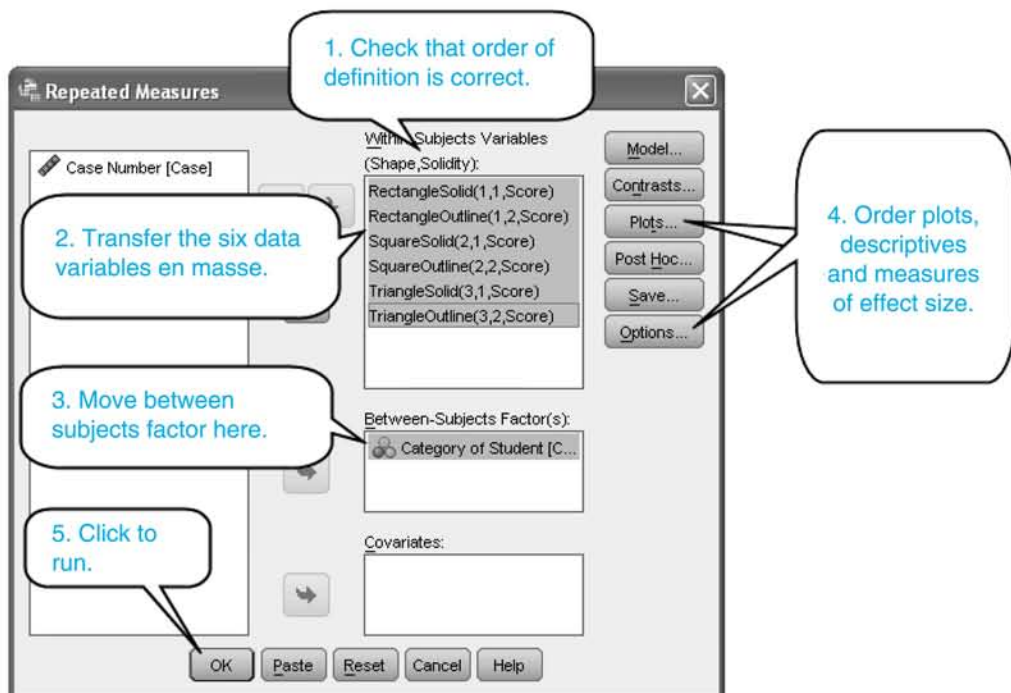 1. Check that order of
definition is correct.
Repeated Measures
Within-Subjects Variables
(Shape,Solidity):
Case Number [Case]
2. Transfer the six data
variables en masse.
RectangleSolid(1,1,Score)
RectangleOutline(1,2,Score)
SquareSolid(2,1,Score)
SquareOutline(2,2,Score)
TriangleSolid(3,1,Score)
TriangleOutline(3,2,Score)
Model...
Contrasts...
Plots...
Post Hoc...
Save...
Options...
4. Order plots,
descriptives
and measures
of effect size.
3. Move between
subjects factor here.
Between-Subjects Factor(s):
Category of Student [C...
5. Click to
run.
Covariates:
OK
Paste
Reset
Cancel
Help